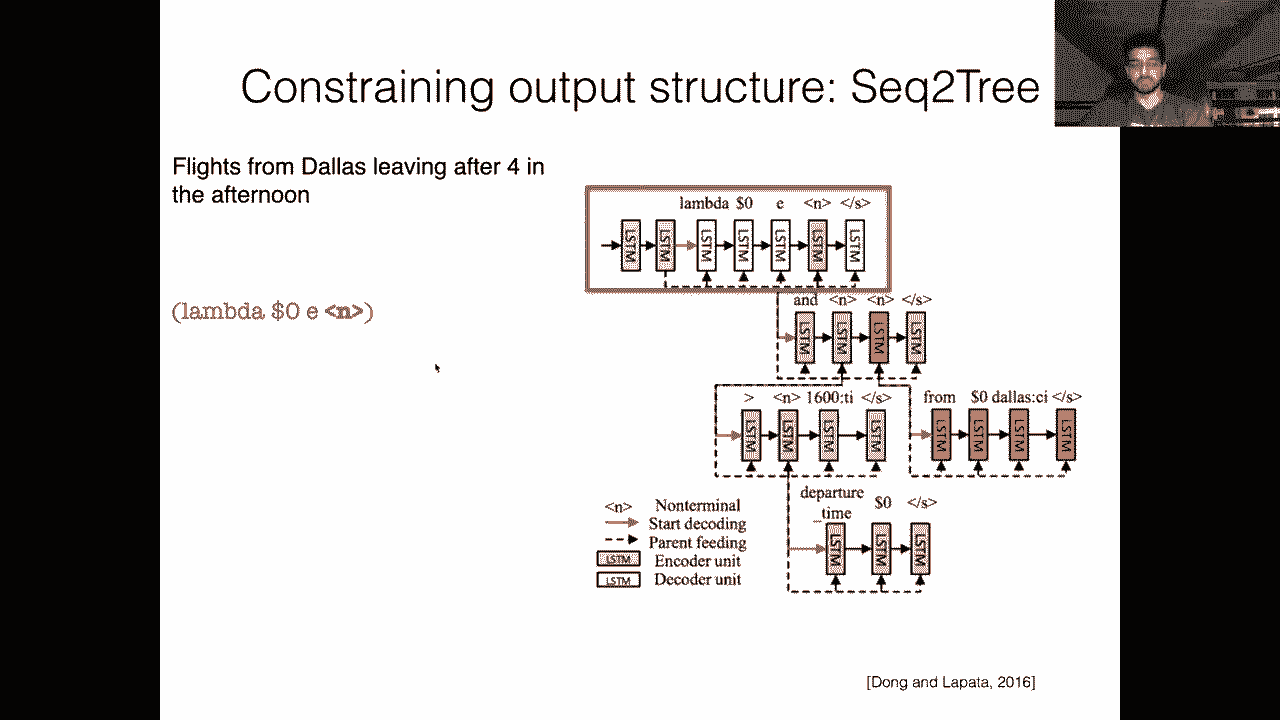 Constraining output structure: Seq2Tree
Flights from Dallas leaving after 4 in
the afternoon
(lambda $0 e <n>)
lambda $0 e <n> </s>
LSTM LSTM LSTM LSTM LSTM LSTM LSTM
and <n> <n> </s>
LSTM LSTM LSTM LSTM
> <n> 1600:ti </s>
LSTM LSTM LSTM LSTM
from $0 dallas:ci </s>
LSTM LSTM LSTM LSTM
departure
_time $0 </s>
LSTM LSTM LSTM
<n> Nonterminal
Start decoding
Parent feeding
LSTM Encoder unit
LSTM Decoder unit
[Dong and Lapata, 2016]